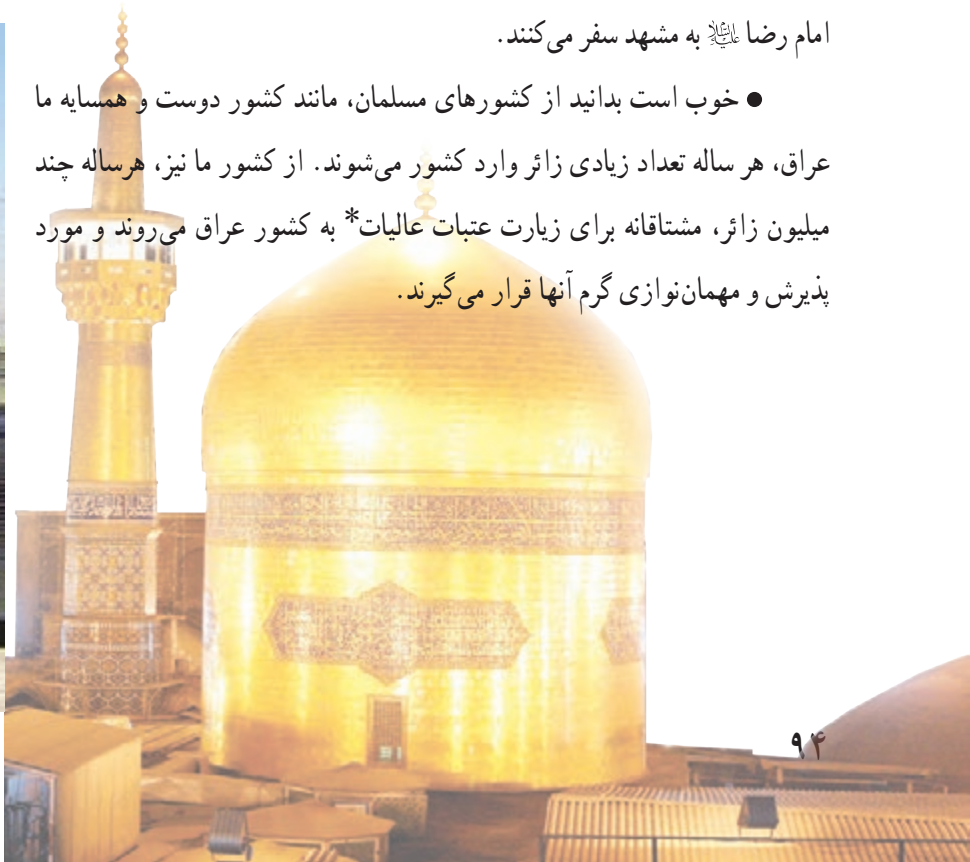 امام رضا علیه‌السلام به مشهد سفر می‌کنند.
● خوب است بدانید از کشورهای مسلمان، مانند کشور دوست و همسایه ما
عراق، هر ساله تعداد زیادی زائر وارد کشور می‌شوند. از کشور ما نیز، هرساله چند
میلیون زائر، مشتاقانه برای زیارت عتبات عالیات* به کشور عراق می‌روند و مورد
پذیرش و مهمان‌نوازی گرم آنها قرار می‌گیرند.
۹۴